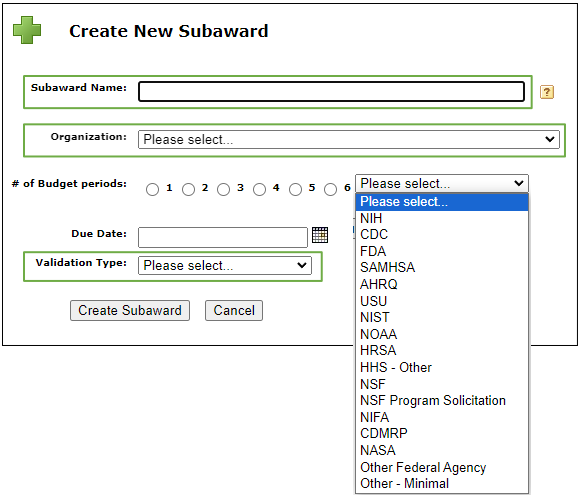 Create New Subaward
Subaward Name:
?
Organization: Please select...
# of Budget periods: 1 2 3 4 5 6 Please select...
Please select...
NIH
CDC
FDA
SAMHSA
AHRQ
USU
NIST
NOAA
HRSA
HHS - Other
NSF
NSF Program Solicitation
NIFA
CDMRP
NASA
Other Federal Agency
Other - Minimal
Due Date:
Validation Type: Please select...
Create Subaward Cancel